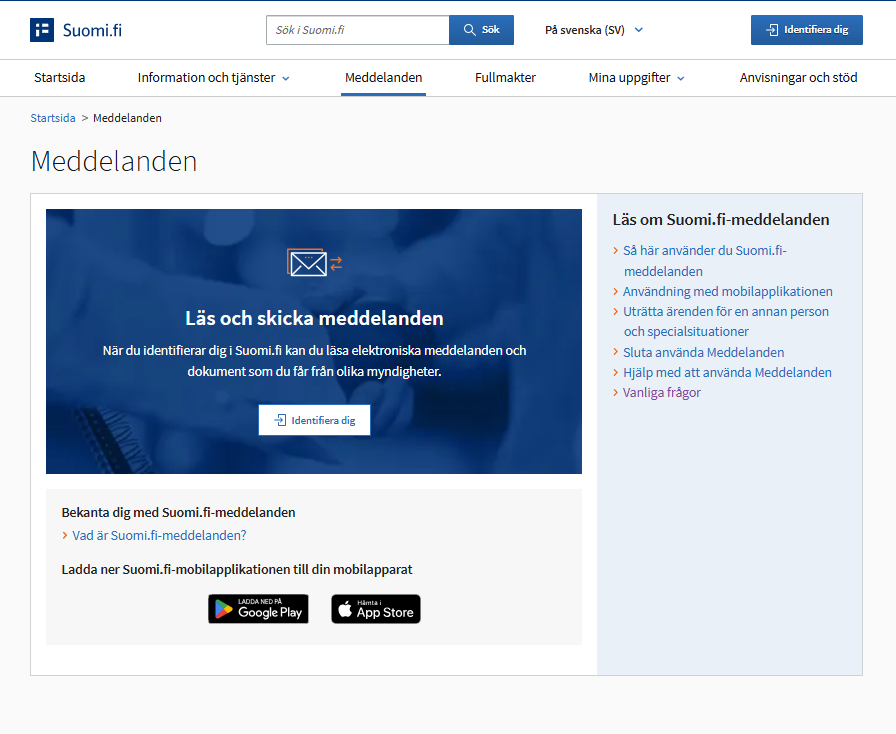 Suomi.fi
Sök i Suomi.fi
Sök
På svenska (SV)
Identifiera dig
Startsida
Information och tjänster
Meddelanden
Fullmakter
Mina uppgifter
Anvisningar och stöd
Startsida > Meddelanden
Meddelanden
Läs och skicka meddelanden
När du identifierar dig i Suomi.fi kan du läsa elektroniska meddelanden och
dokument som du får från olika myndigheter.
Identifiera dig
Bekanta dig med Suomi.fi-meddelanden
Vad är Suomi.fi-meddelanden?
Ladda ner Suomi.fi-mobilapplikationen till din mobilapparat
LADDA NED PÅ
Google Play
Hämta i
App Store
Läs om Suomi.fi-meddelanden
Så här använder du Suomi.fi-
meddelanden
Användning med mobilapplikationen
Uträtta ärenden för en annan person
och specialsituationer
Sluta använda Meddelanden
Hjälp med att använda Meddelanden
Vanliga frågor